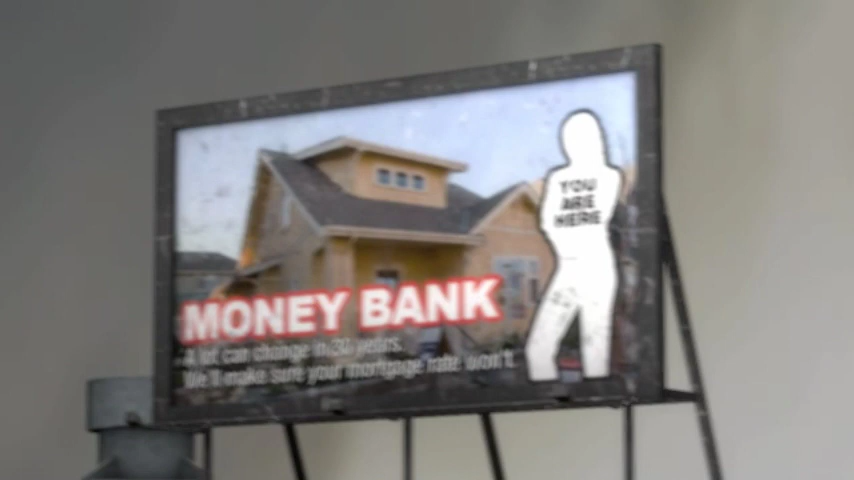 YOU
ARE
HERE
MONEY BANK
A lot can change in 30 years.
We'll make sure your mortgage rate won't.